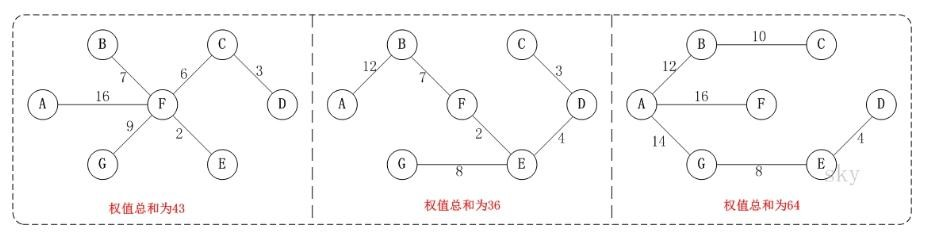 B C
7 6 3
A 16 F D
9 2
G E
权值总和为43
B C
12 7 3
A F D
2 4
G 8 E
权值总和为36
B 10 C
12
A 16 F D
14 4
G 8 E
sky
权值总和为64